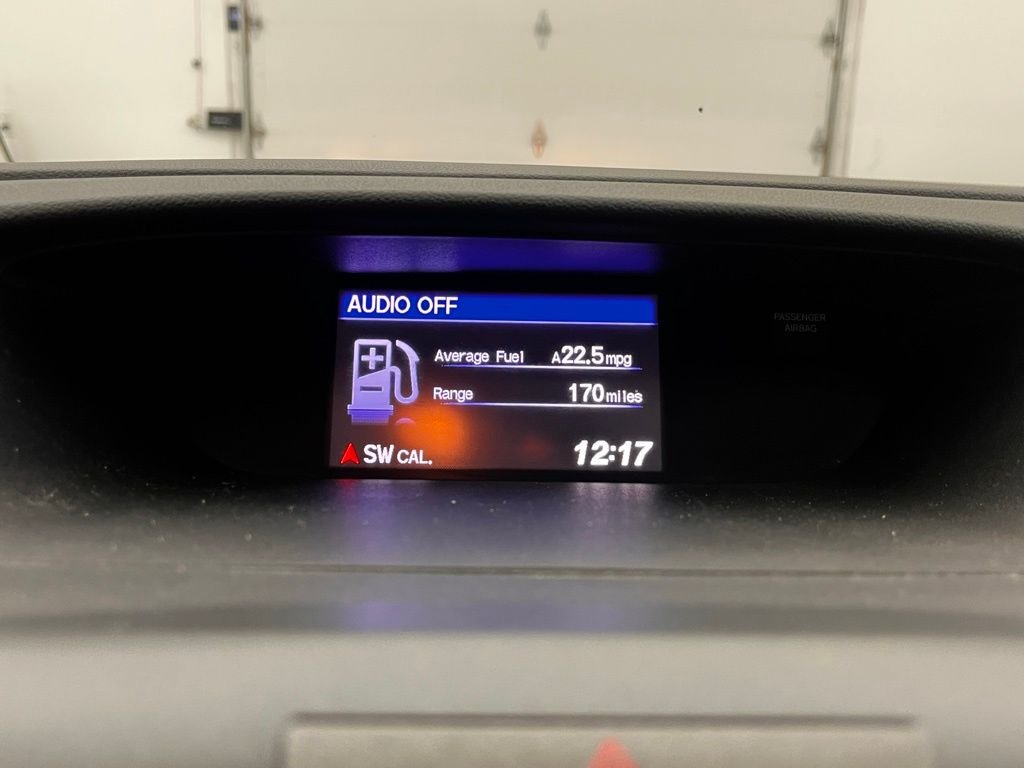 AUDIO OFF
Average Fuel A22.5mpg
Range 170miles
SW CAL. 12:17
PASSENGER
AIRBAG